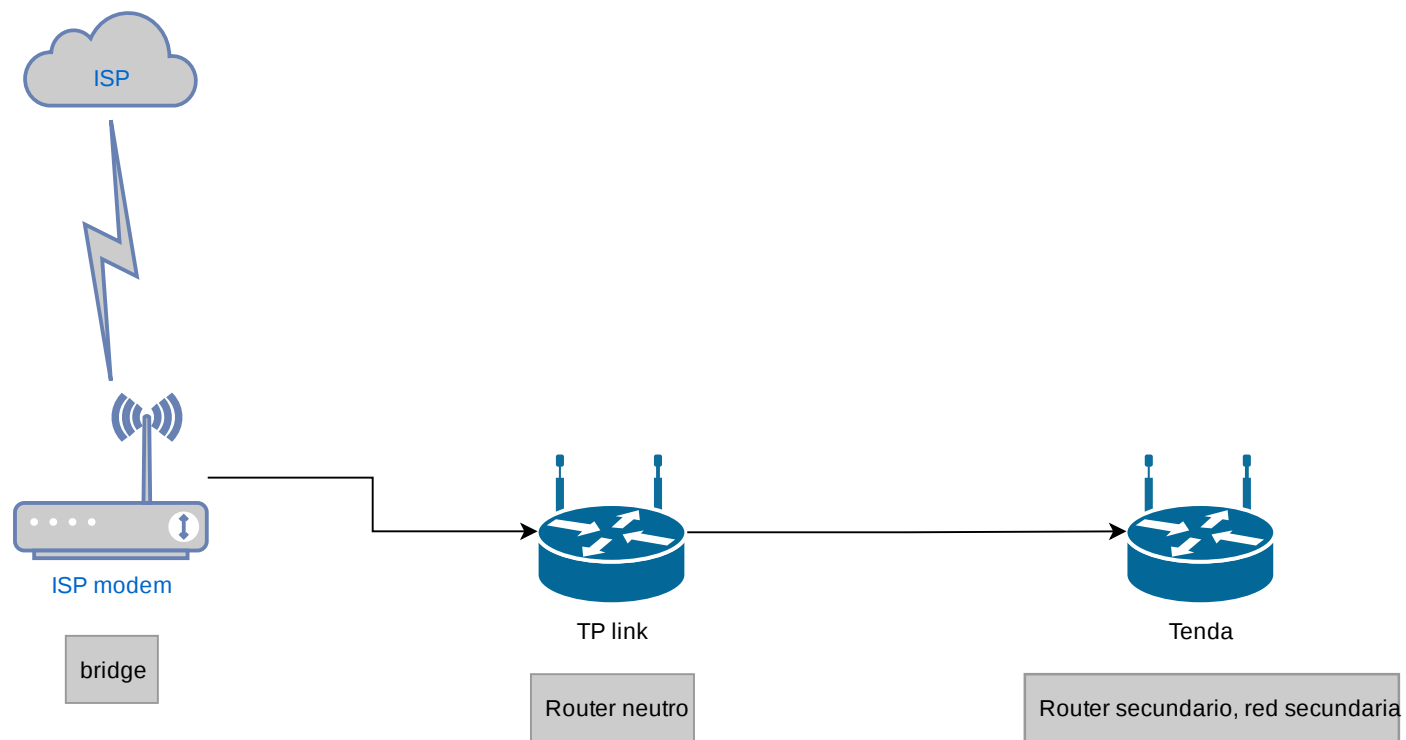 ISP
ISP modem
bridge
TP link
Router neutro
Tenda
Router secundario, red secundaria